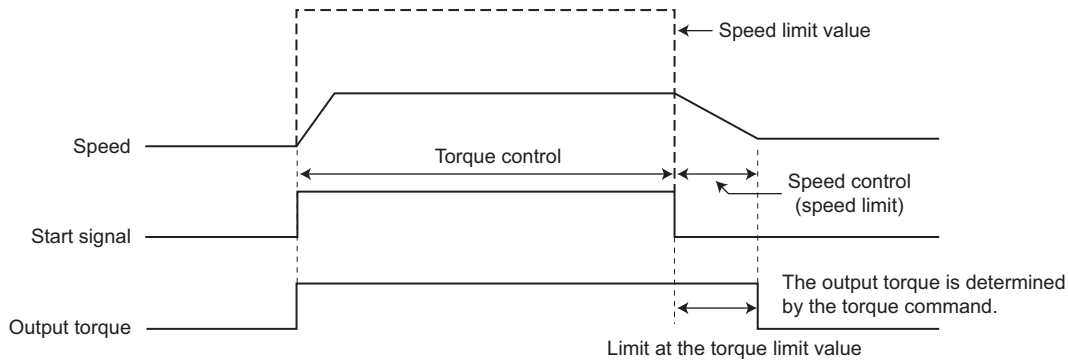 Speed limit value
Speed
Torque control
Speed control
(speed limit)
Start signal
The output torque is determined
by the torque command.
Output torque
Limit at the torque limit value